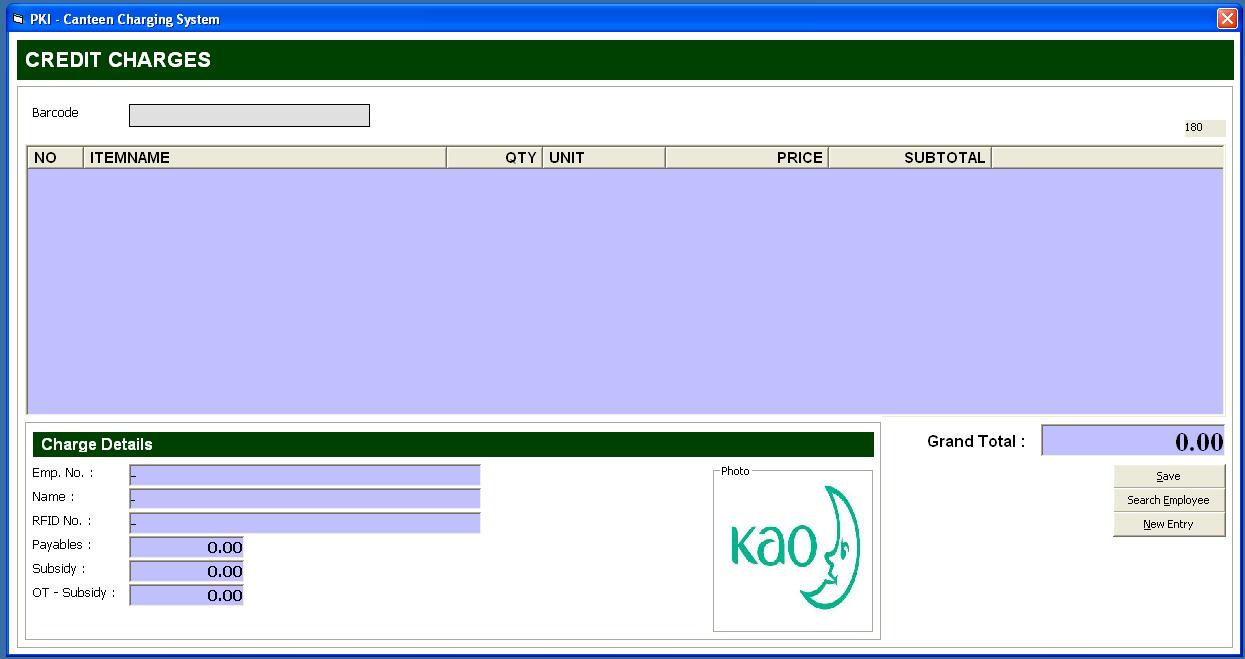 PKI - Canteen Charging System
CREDIT CHARGES
Barcode
180
NO ITEMNAME QTY UNIT PRICE SUBTOTAL
Charge Details
Grand Total : 0.00
Emp. No. : -
Name : -
RFID No. : -
Payables : 0.00
Subsidy : 0.00
OT - Subsidy : 0.00
Photo
Kao
Save
Search Employee
New Entry